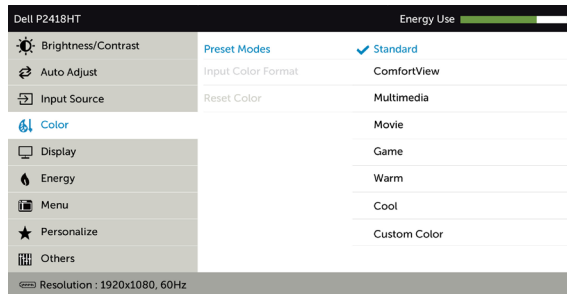 Dell P2418HT
Energy Use
Brightness/Contrast
Auto Adjust
Input Source
Color
Display
Energy
Menu
Personalize
Others
Preset Modes
Input Color Format
Reset Color
Standard
ComfortView
Multimedia
Movie
Game
Warm
Cool
Custom Color
Resolution : 1920x1080, 60Hz